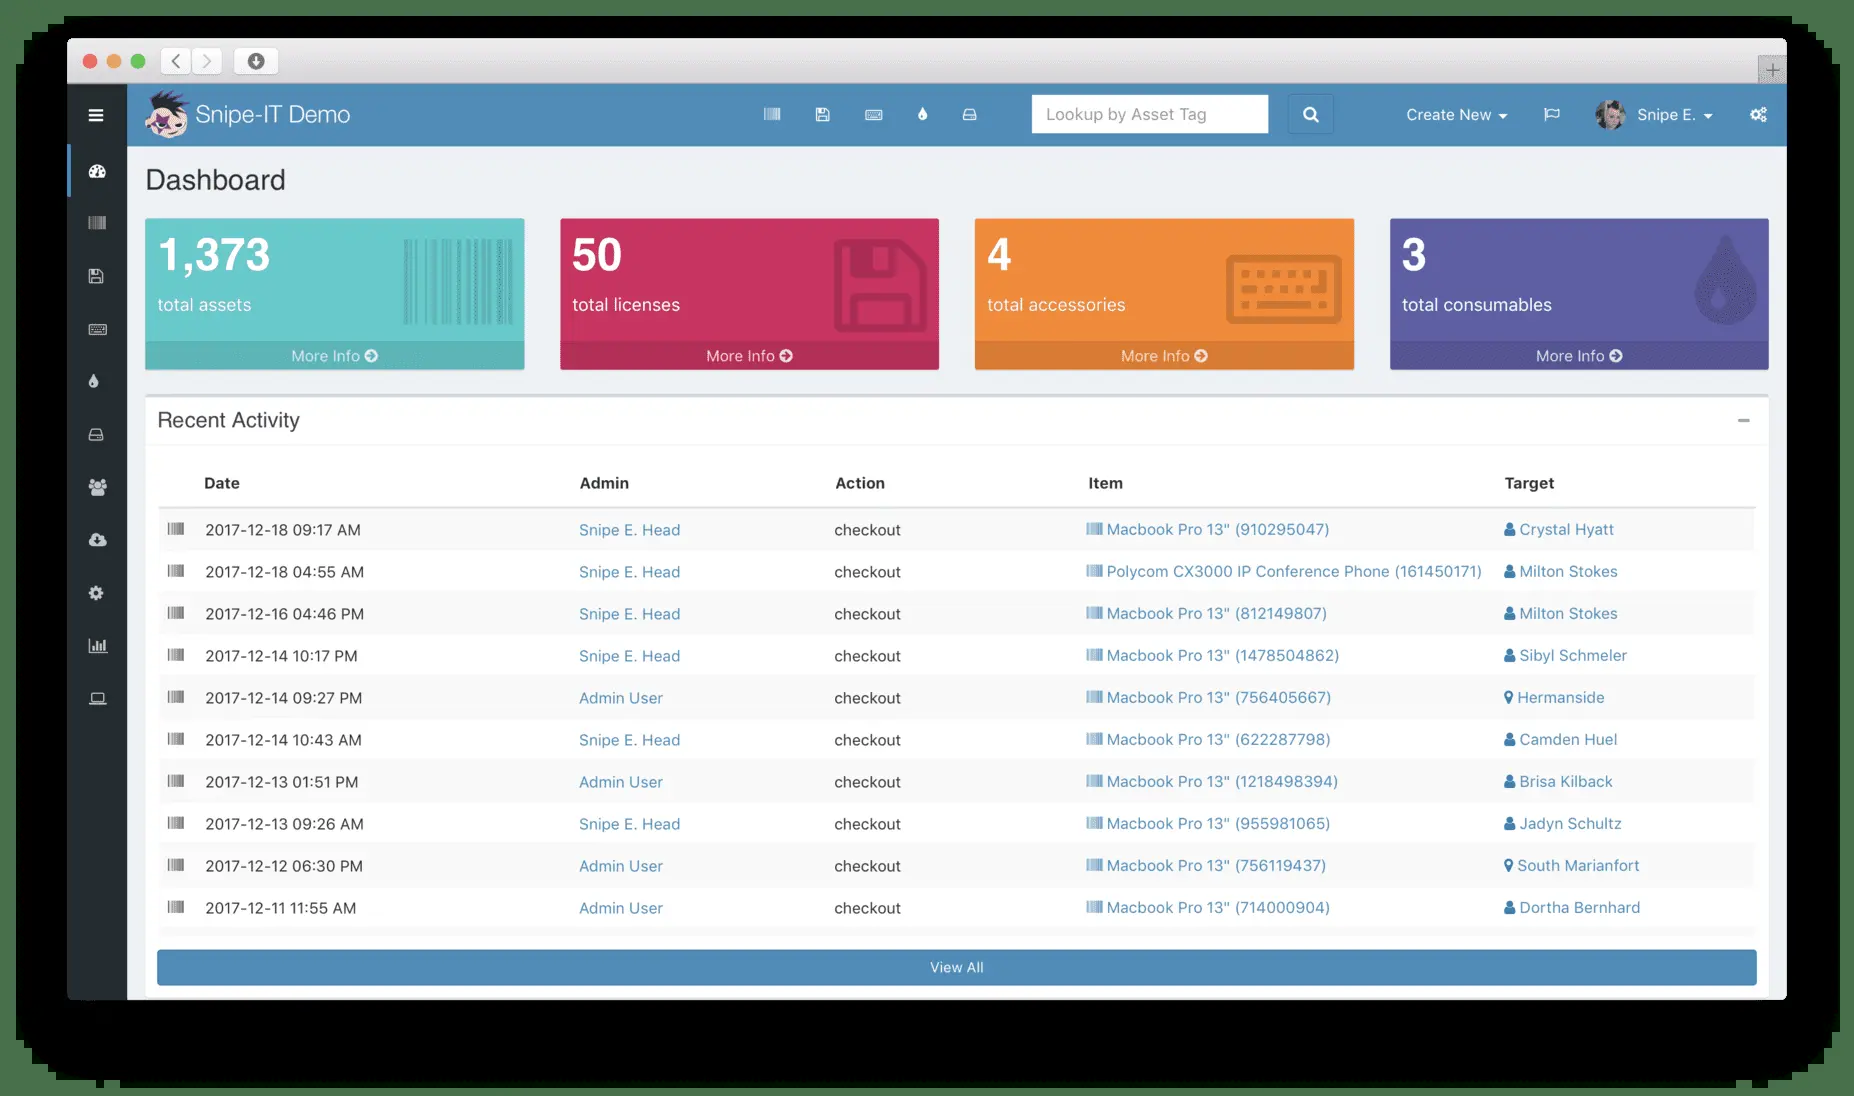 Snipe-IT Demo
Lookup by Asset Tag
Create New
Snipe E.
Dashboard
1,373
total assets
More Info
50
total licenses
More Info
4
total accessories
More Info
3
total consumables
More Info
Recent Activity
Date Admin Action Item Target
2017-12-18 09:17 AM Snipe E. Head checkout Macbook Pro 13" (910295047) Crystal Hyatt
2017-12-18 04:55 AM Snipe E. Head checkout Polycom CX3000 IP Conference Phone (161450171) Milton Stokes
2017-12-16 04:46 PM Snipe E. Head checkout Macbook Pro 13" (812149807) Milton Stokes
2017-12-14 10:17 PM Snipe E. Head checkout Macbook Pro 13" (1478504862) Sibyl Schmeler
2017-12-14 09:27 PM Admin User checkout Macbook Pro 13" (756405667) Hermanside
2017-12-14 10:43 AM Snipe E. Head checkout Macbook Pro 13" (622287798) Camden Huel
2017-12-13 01:51 PM Admin User checkout Macbook Pro 13" (1218498394) Brisa Kilback
2017-12-13 09:26 AM Snipe E. Head checkout Macbook Pro 13" (955981065) Jadyn Schultz
2017-12-12 06:30 PM Admin User checkout Macbook Pro 13" (756119437) South Marianfort
2017-12-11 11:55 AM Admin User checkout Macbook Pro 13" (714000904) Dortha Bernhard
View All